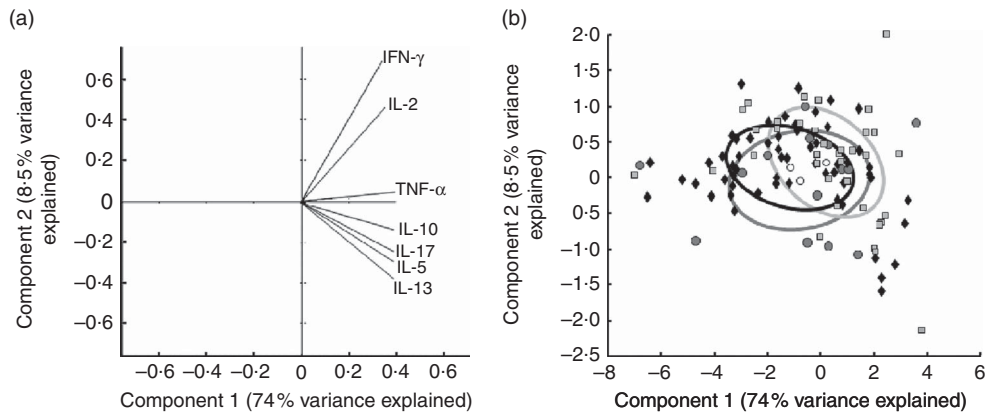 (a)
Component 2 (8·5% variance
explained)
0·6
0·4
0·2
0
–0·2
–0·4
–0·6
IFN-γ
IL-2
TNF-α
IL-10
IL-17
IL-5
IL-13
–0·6 –0·4 –0·2 0 0·2 0·4 0·6
Component 1 (74% variance explained)
(b)
Component 2 (8·5% variance
explained)
2·0
1·5
1·0
0·5
0
0·5
–1·0
–1·5
–2·0
–2·5
–8 –6 –4 –2 0 2 4 6
Component 1 (74% variance explained)